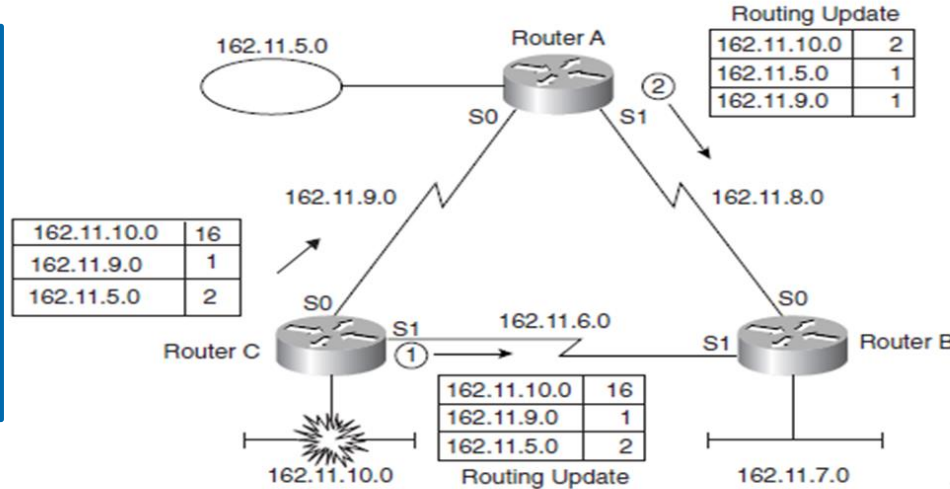 Routing Update
162.11.10.0 2
162.11.5.0 1
162.11.9.0 1
Router A
162.11.5.0
2
S0
S1
162.11.9.0
162.11.8.0
162.11.10.0 16
162.11.9.0 1
162.11.5.0 2
S0
S0
S1
162.11.6.0
S1
Router C
Router B
1
162.11.10.0 16
162.11.9.0 1
162.11.5.0 2
162.11.10.0
Routing Update
162.11.7.0